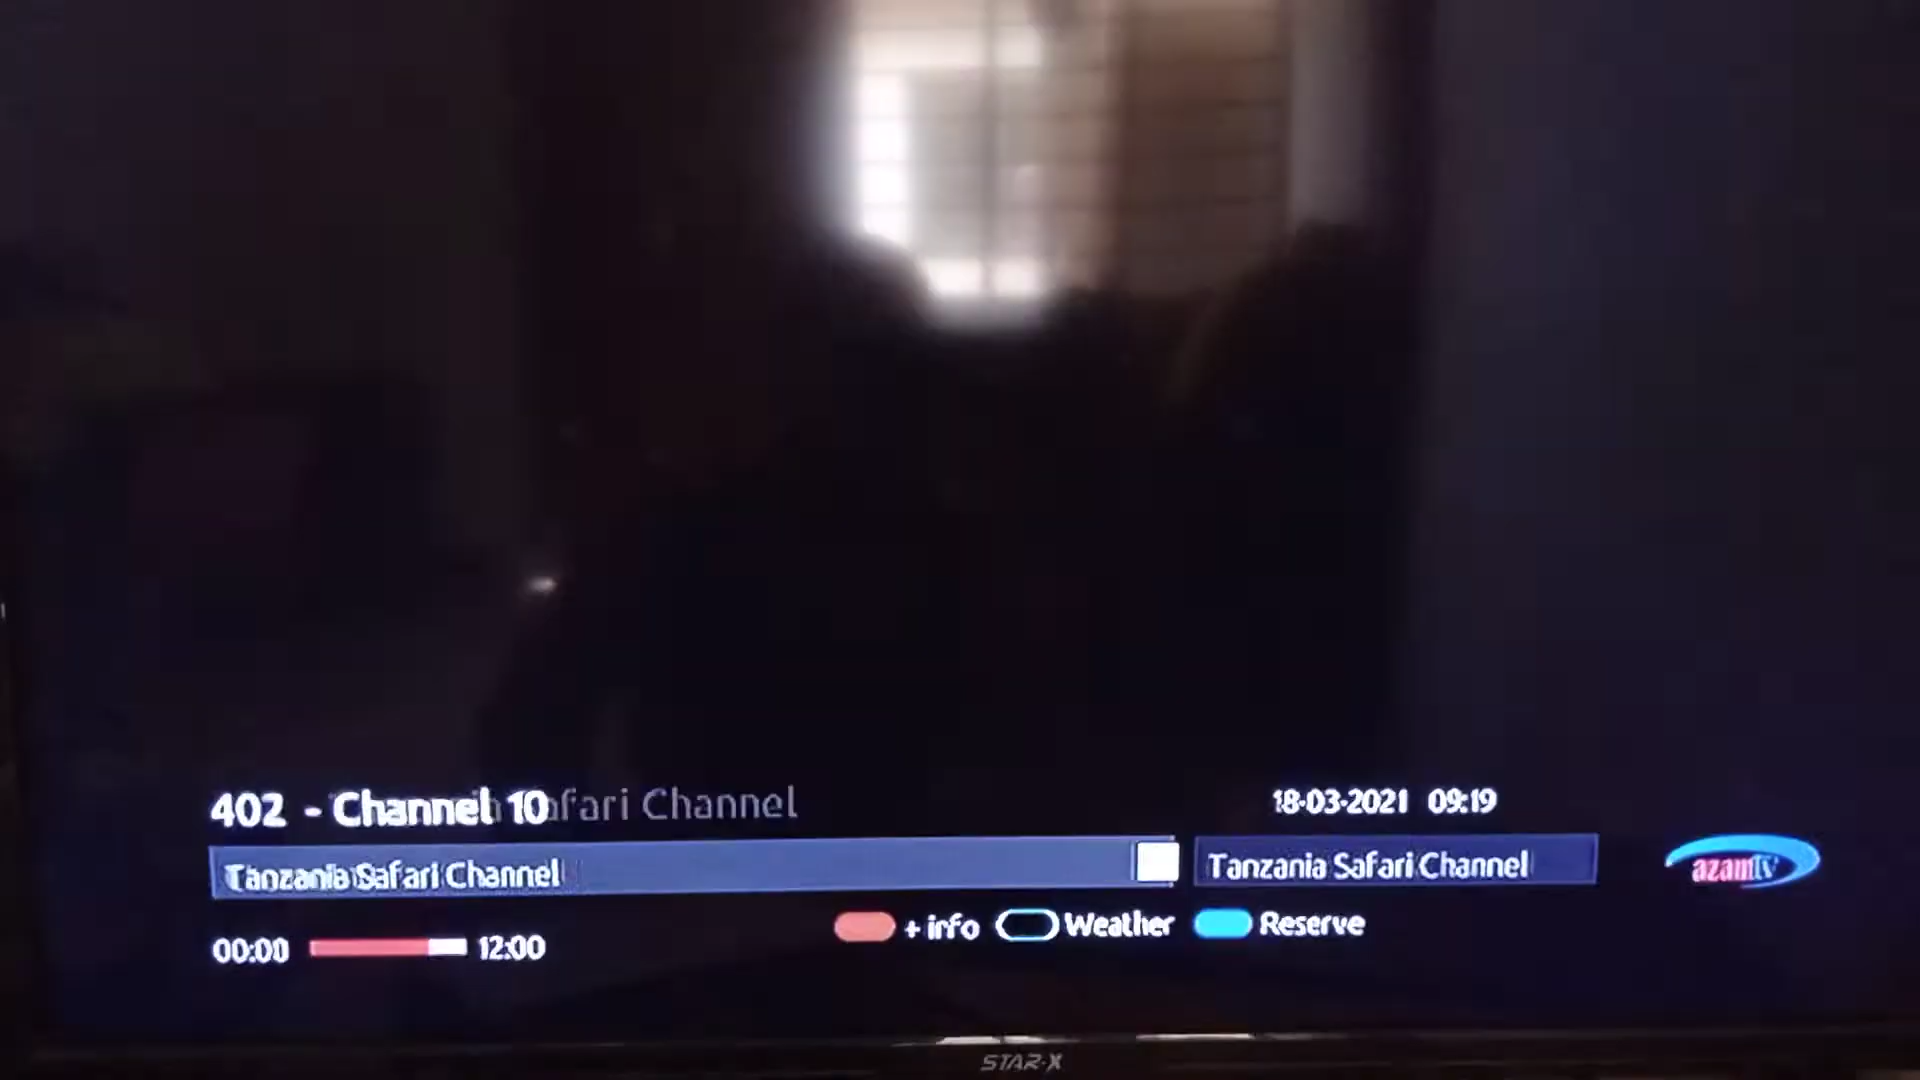 402 - Channel 10
afari Channel
18-03-2021 09:19
Tanzania Safari Channel
Tanzania Safari Channel
azamtv
00:00 12:00
+ info Weather Reserve
STAR-X